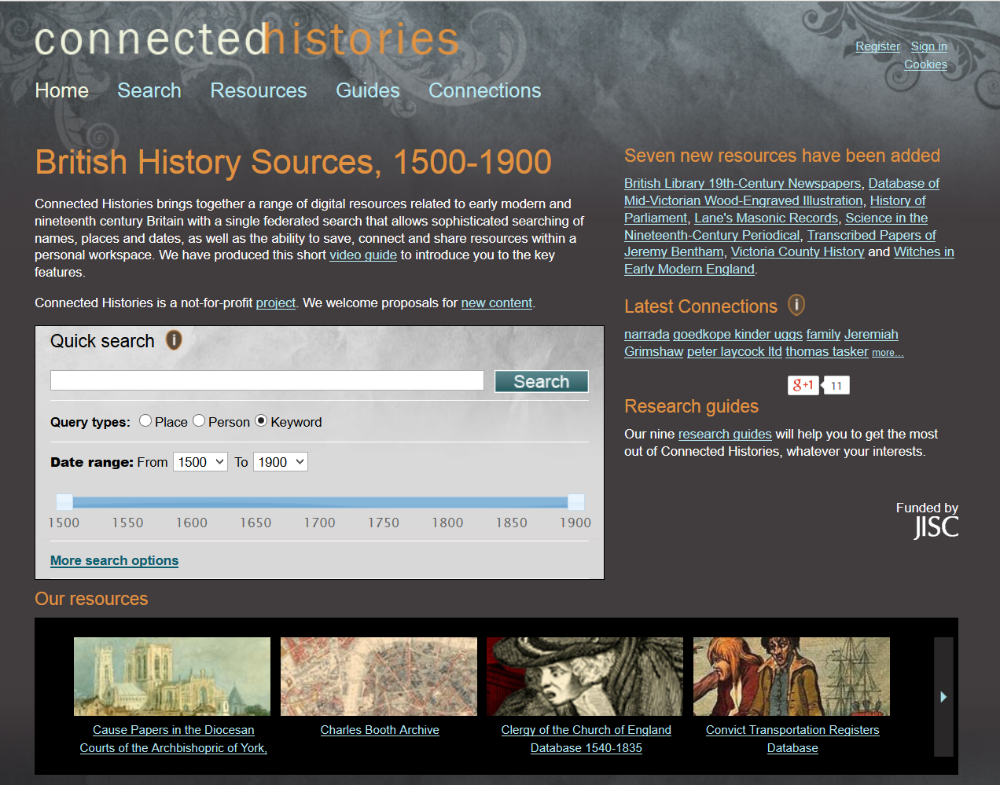 connectedhistories
Register Sign in
Cookies
Home Search Resources Guides Connections
British History Sources, 1500-1900
Connected Histories brings together a range of digital resources related to early modern and
nineteenth century Britain with a single federated search that allows sophisticated searching of
names, places and dates, as well as the ability to save, connect and share resources within a
personal workspace. We have produced this short video guide to introduce you to the key
features.
Connected Histories is a not-for-profit project. We welcome proposals for new content.
Quick search i
Search
Query types: Place Person Keyword
Date range: From 1500 To 1900
1500 1550 1600 1650 1700 1750 1800 1850 1900
More search options
Seven new resources have been added
British Library 19th-Century Newspapers, Database of
Mid-Victorian Wood-Engraved Illustration, History of
Parliament, Lane's Masonic Records, Science in the
Nineteenth-Century Periodical, Transcribed Papers of
Jeremy Bentham, Victoria County History and Witches in
Early Modern England.
Latest Connections i
narrada goedkope kinder uggs family Jeremiah
Grimshaw peter laycock ltd thomas tasker more...
g+1 11
Research guides
Our nine research guides will help you to get the most
out of Connected Histories, whatever your interests.
Funded by
JISC
Our resources
Cause Papers in the Diocesan
Courts of the Archbishopric of York,
Charles Booth Archive
Clergy of the Church of England
Database 1540-1835
Convict Transportation Registers
Database